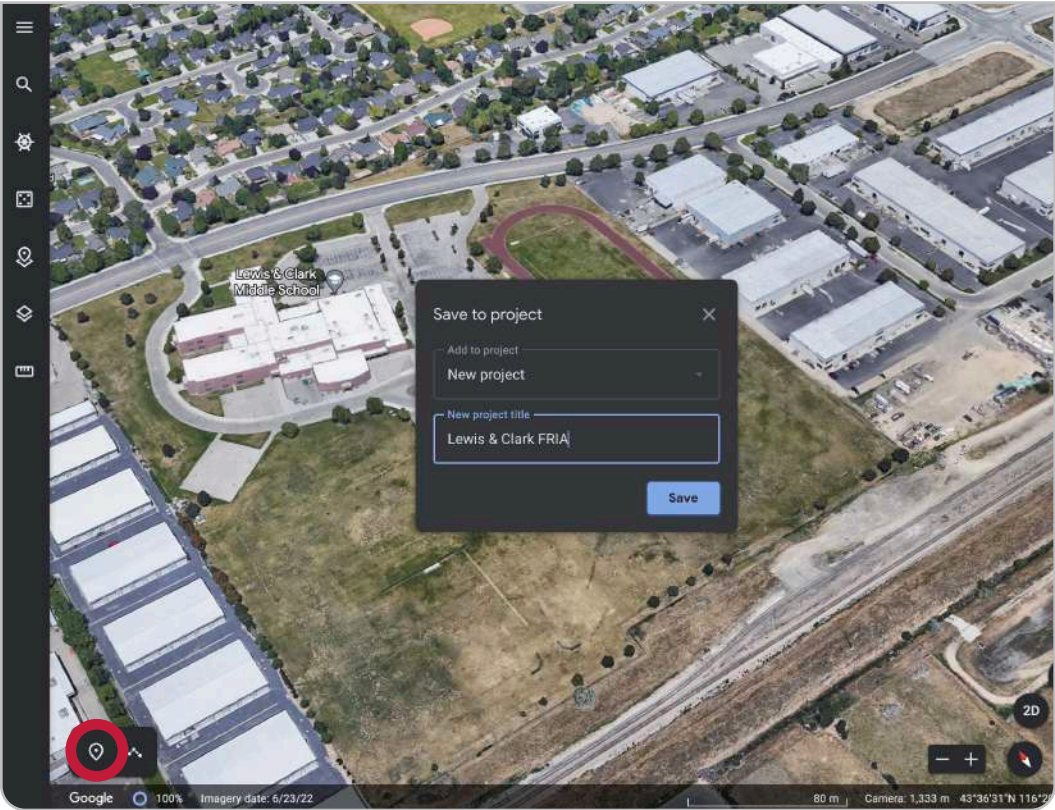 Lewis & Clark
Middle School
Save to project
Add to project
New project
New project title
Lewis & Clark FRIA
Save
2D
Google
100%
Imagery date: 6/23/22
80 m
Camera: 1,333 m
43°36'31"N 116°2